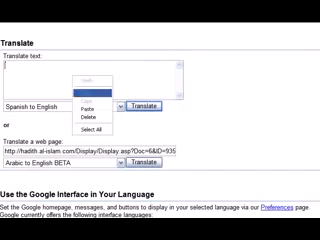 Translate
Translate text:
Undo
Copy
Paste
Delete
Select All
Spanish to English
Translate
or
Translate a web page:
http://hadith.al-islam.com/Display/Display.asp?Doc=6&ID=935
Arabic to English BETA
Translate
Use the Google Interface in Your Language
Set the Google homepage, messages, and buttons to display in your selected language via our Preferences page
Google currently offers the following interface languages: